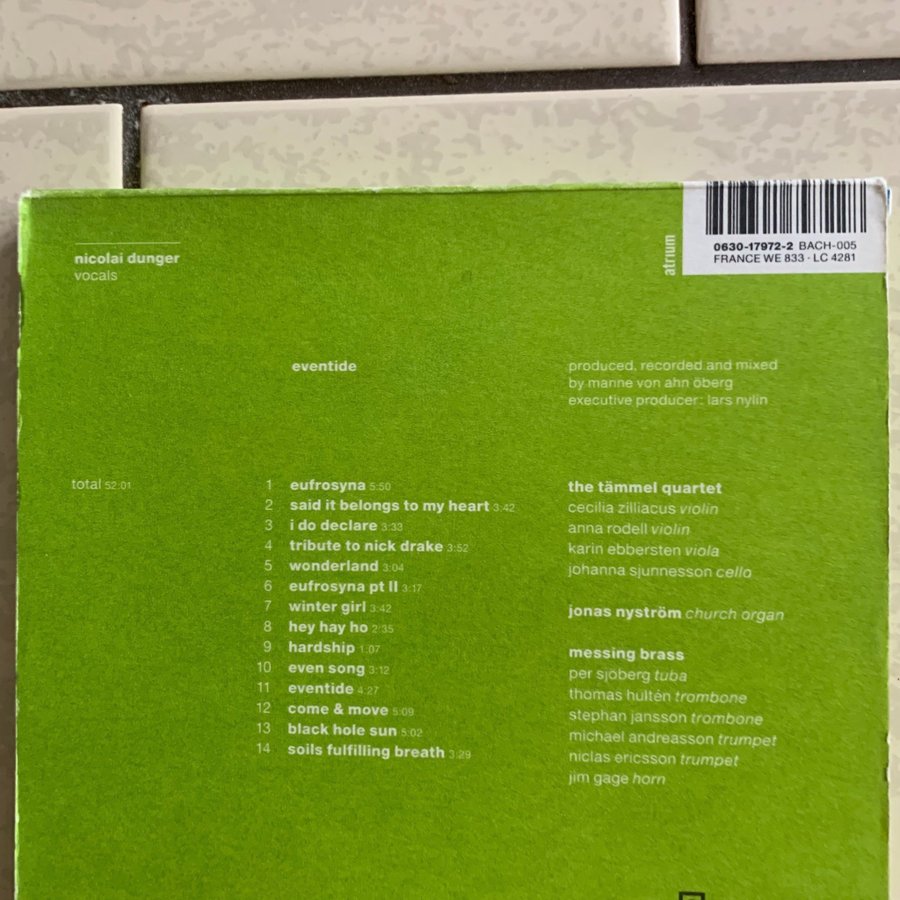 nicolai dunger
vocals
atrium
0630-17972-2 BACH-005
FRANCE WE 833 · LC 4281
eventide
produced, recorded and mixed
by manne von ahn öberg
executive producer: lars nylin
total 52:01
1 eufrosyna 5:50
2 said it belongs to my heart 3:42
3 i do declare 3:33
4 tribute to nick drake 3:52
5 wonderland 3:04
6 eufrosyna pt II 3:17
7 winter girl 3:42
8 hey hay ho 2:35
9 hardship 1:07
10 even song 3:12
11 eventide 4:27
12 come & move 5:09
13 black hole sun 5:02
14 soils fulfilling breath 3:29
the tämmel quartet
cecilia zilliacus violin
anna rodell violin
karin ebbersten viola
johanna sjunnesson cello
jonas nyström church organ
messing brass
per sjöberg tuba
thomas hultén trombone
stephan jansson trombone
michael andreasson trumpet
niclas ericsson trumpet
jim gage horn